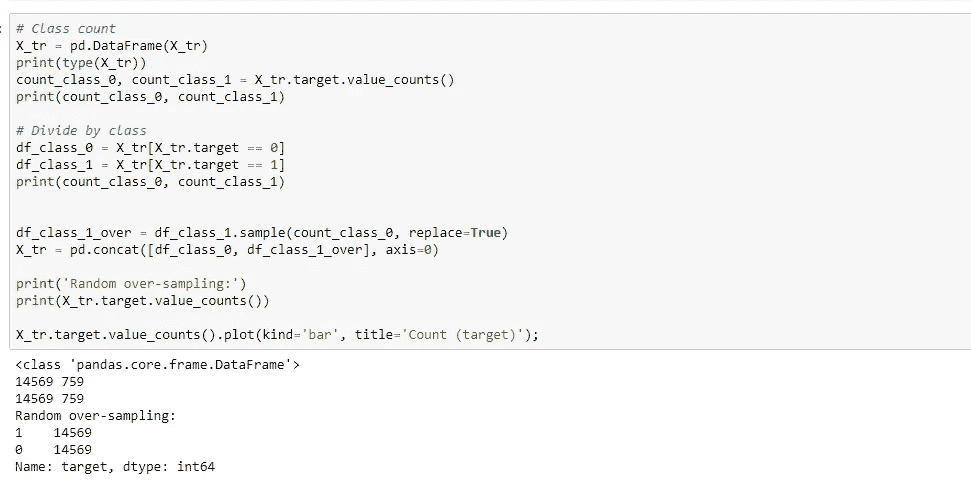 # Class count
X_tr = pd.DataFrame(X_tr)
print(type(X_tr))
count_class_0, count_class_1 = X_tr.target.value_counts()
print(count_class_0, count_class_1)
# Divide by class
df_class_0 = X_tr[X_tr.target == 0]
df_class_1 = X_tr[X_tr.target == 1]
print(count_class_0, count_class_1)
df_class_1_over = df_class_1.sample(count_class_0, replace=True)
X_tr = pd.concat([df_class_0, df_class_1_over], axis=0)
print('Random over-sampling:')
print(X_tr.target.value_counts())
X_tr.target.value_counts().plot(kind='bar', title='Count (target)');
<class 'pandas.core.frame.DataFrame'>
14569 759
14569 759
Random over-sampling:
1    14569
0    14569
Name: target, dtype: int64